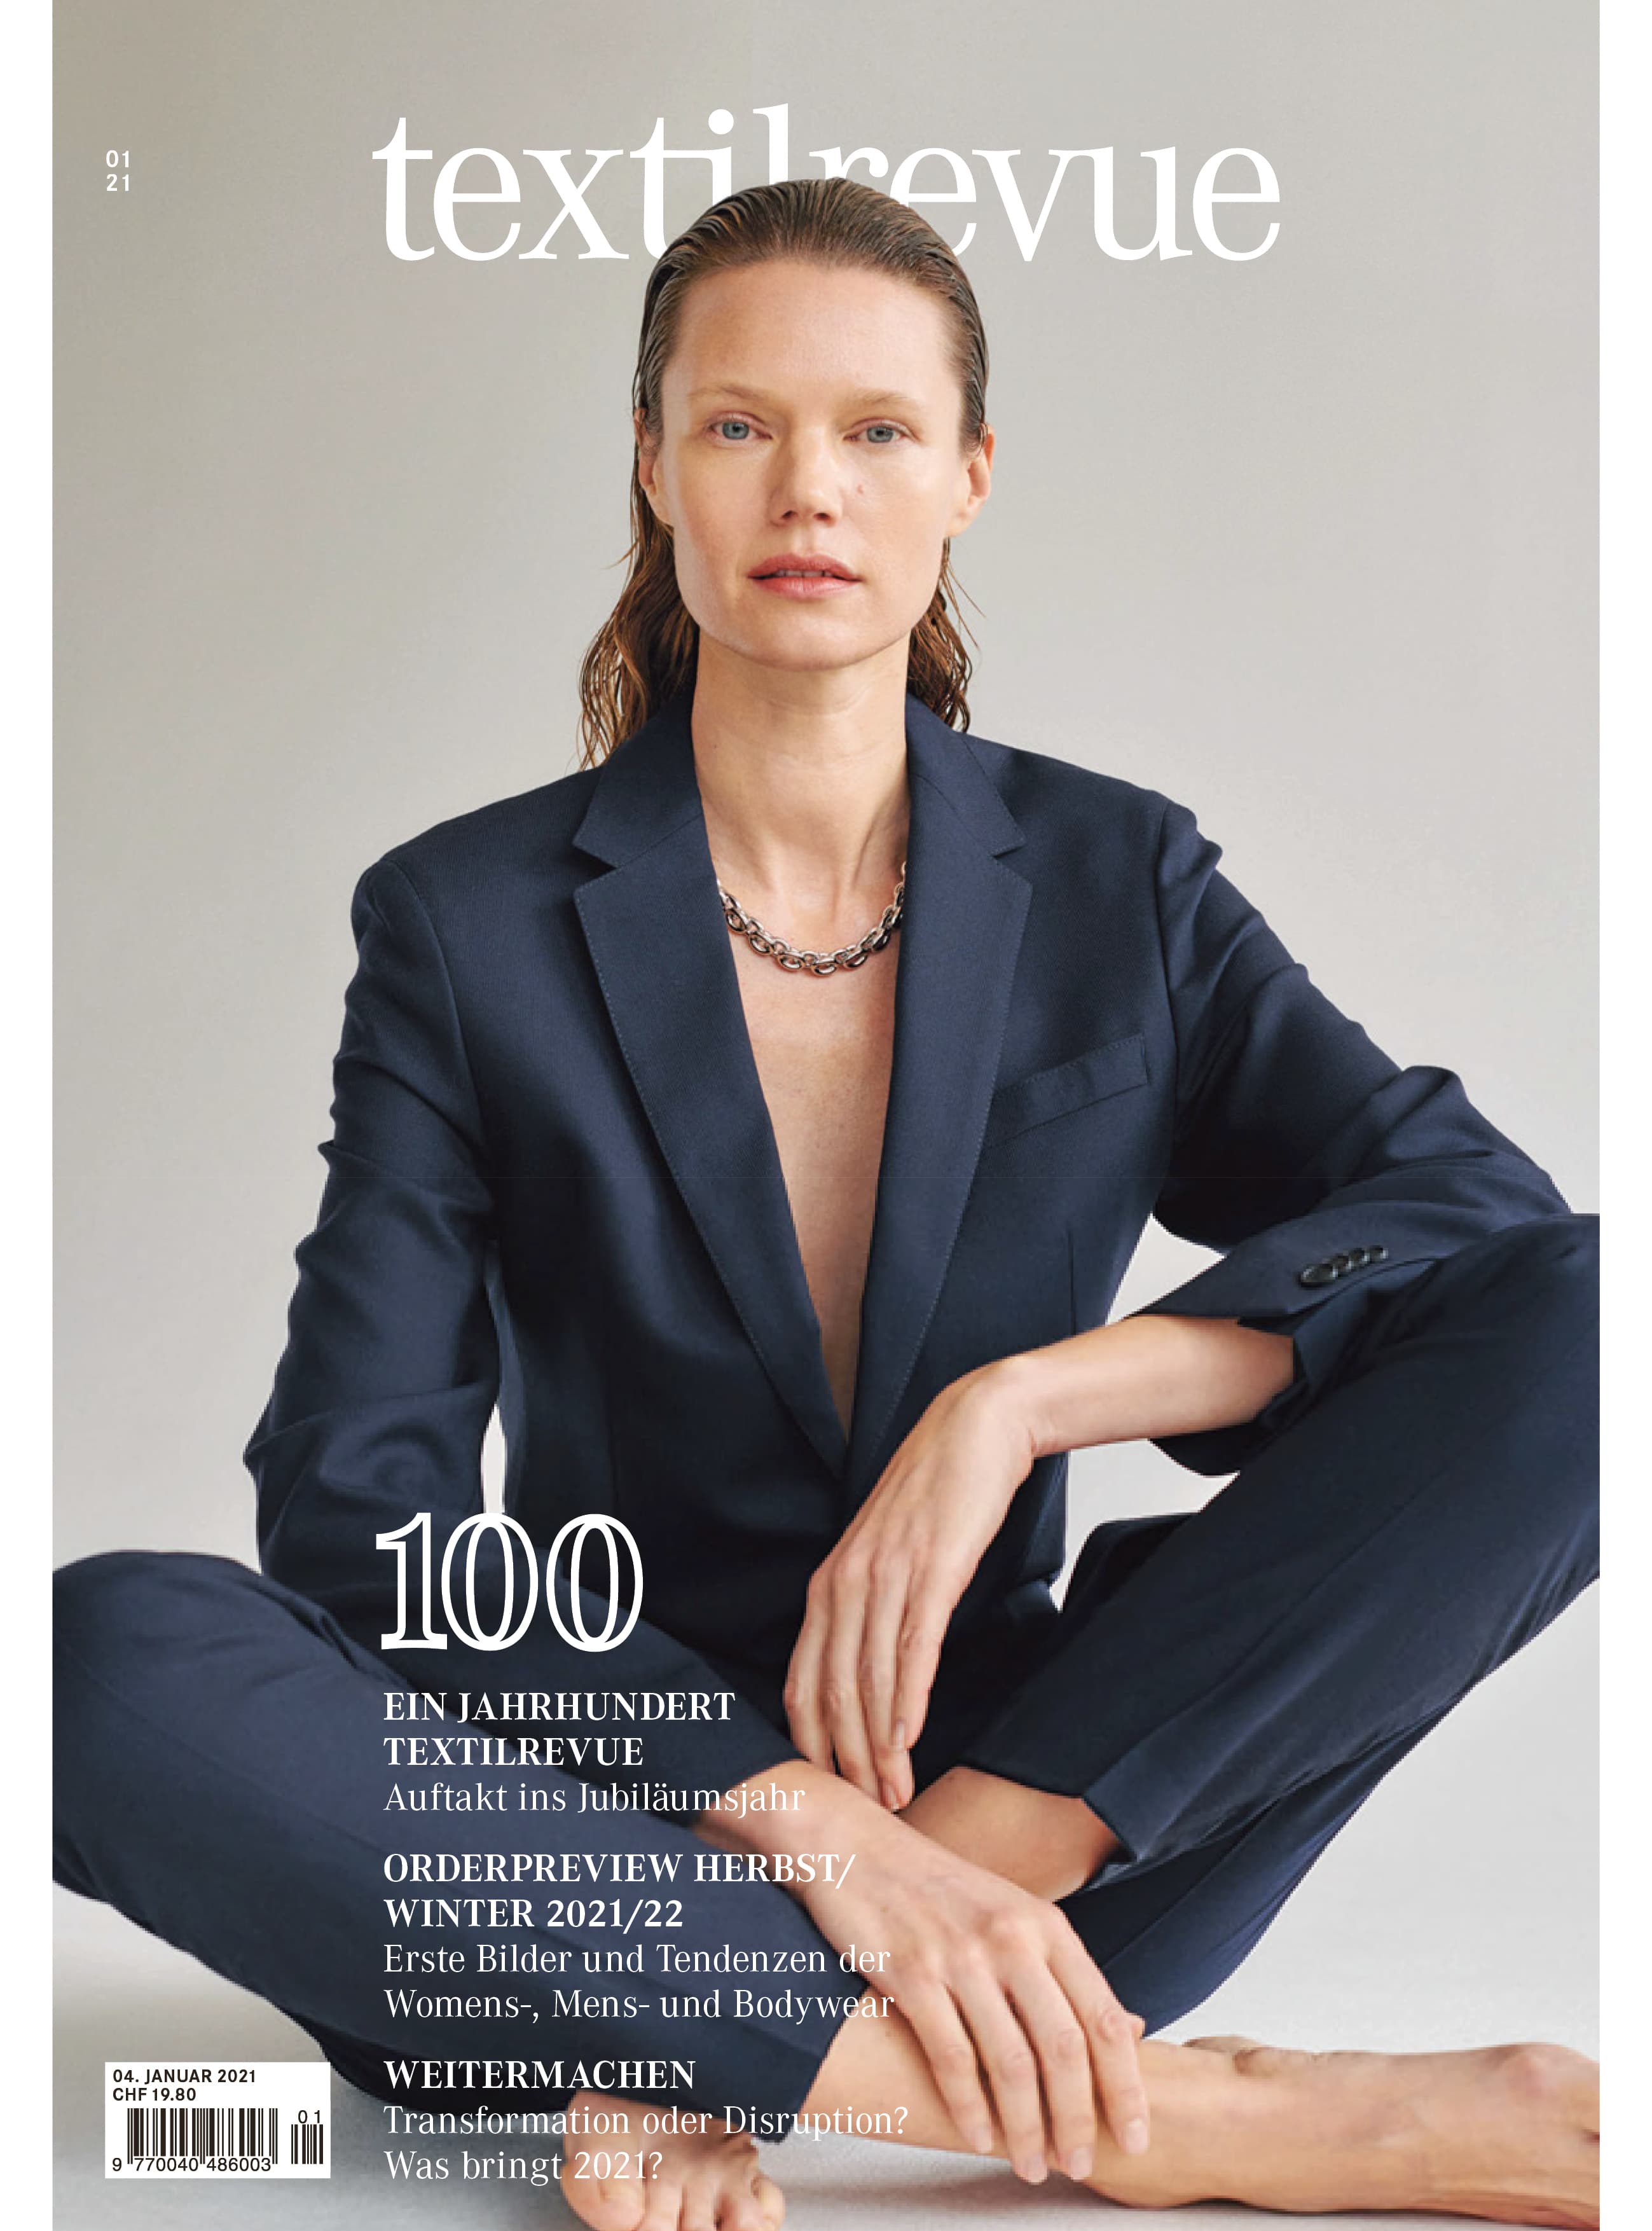 01
21
textilrevue
100
EIN JAHRHUNDERT
TEXTILREVUE
Auftakt ins Jubiläumsjahr
ORDERPREVIEW HERBST/
WINTER 2021/22
Erste Bilder und Tendenzen der
Womens-, Mens- und Bodywear
WEITERMACHEN
Transformation oder Disruption?
Was bringt 2021?
04. JANUAR 2021
CHF 19.80
01
9 770040 486003